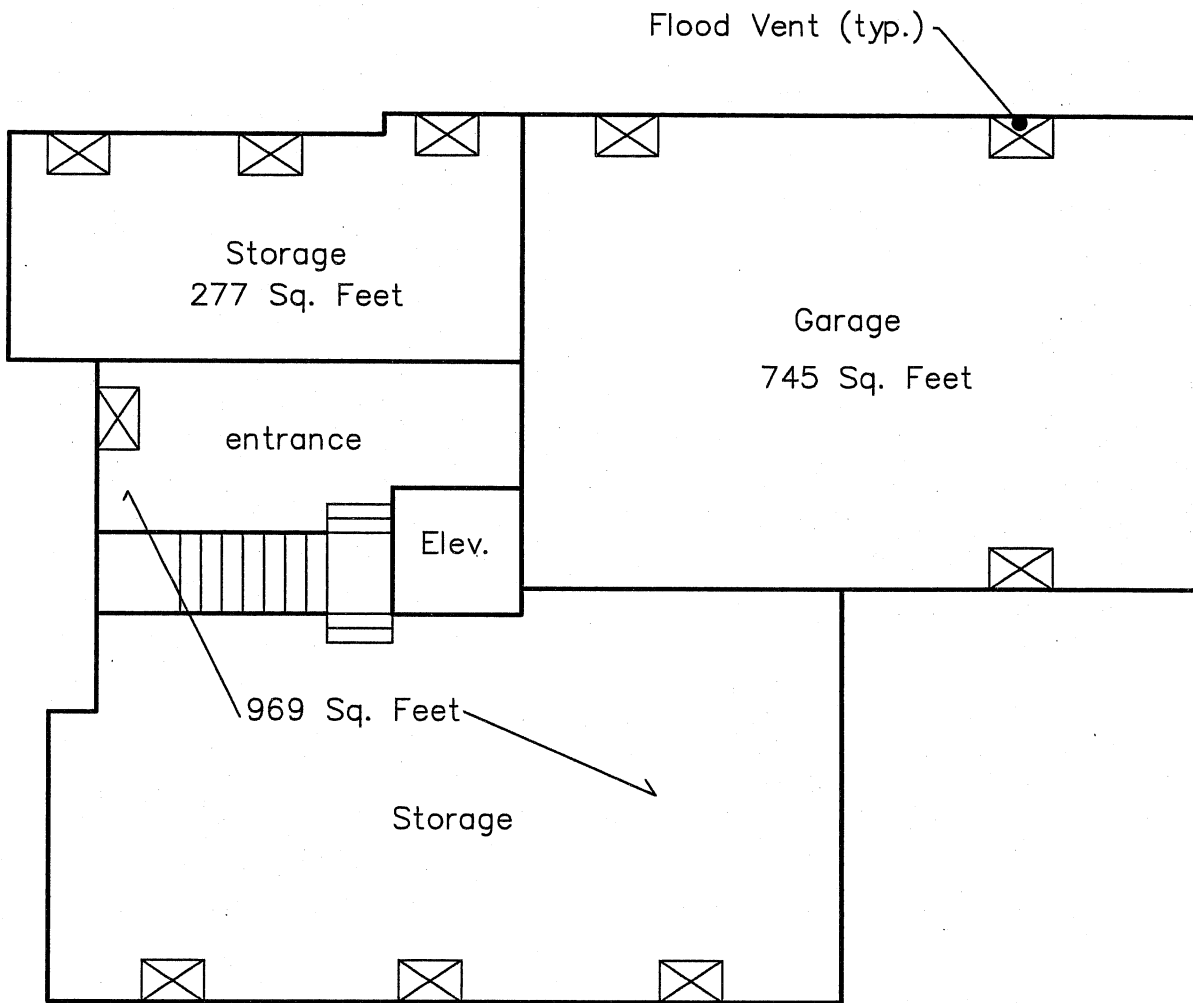 Flood Vent (typ.)
Storage
277 Sq. Feet
Garage
745 Sq. Feet
entrance
Elev.
969 Sq. Feet
Storage